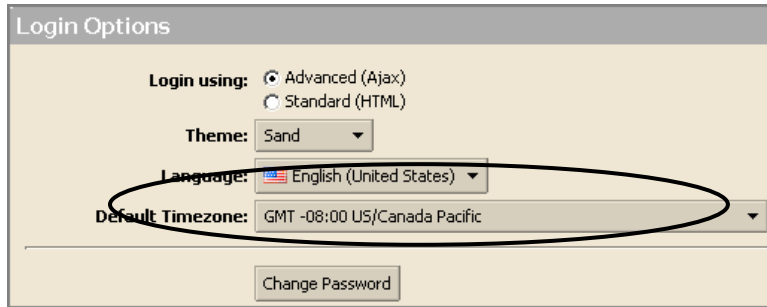 Login Options
Login using: Advanced (Ajax)
Standard (HTML)
Theme: Sand
Language: English (United States)
Default Timezone: GMT -08:00 US/Canada Pacific
Change Password